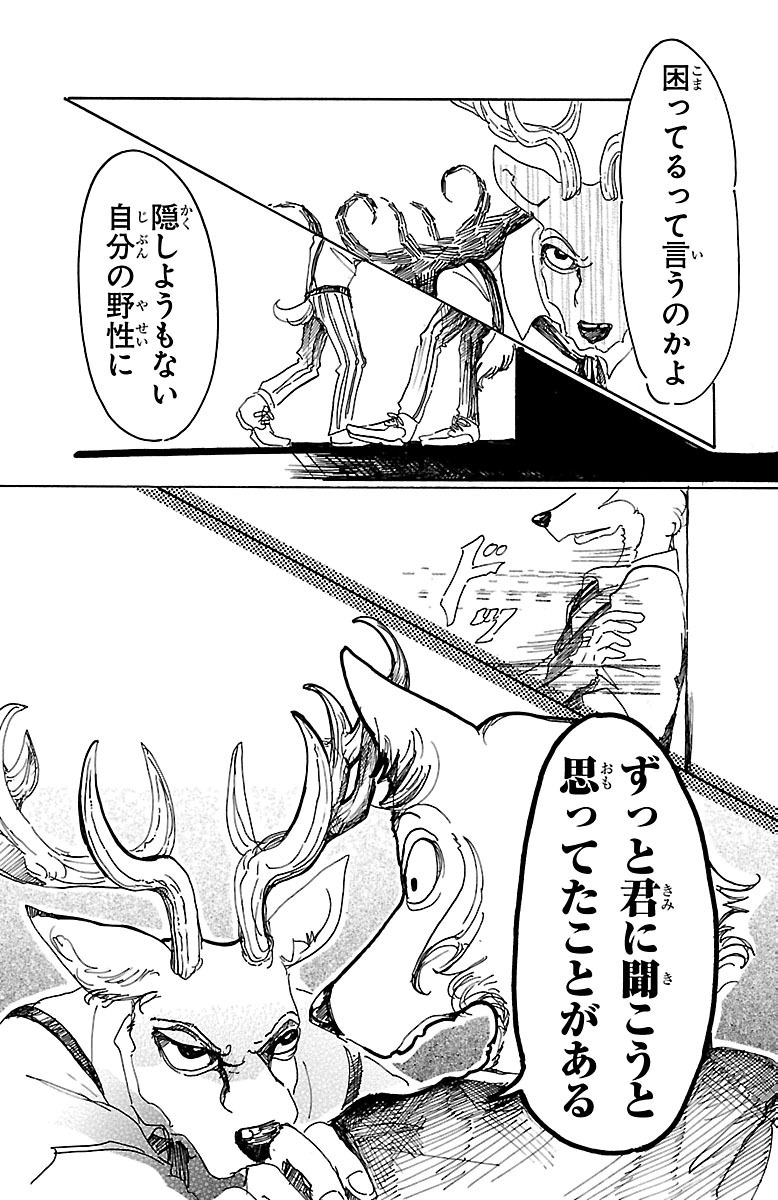 困ってるって言うのかよ
隠しようもない
自分の野性に
ドッ
ずっと君に聞こうと
思ってたことがある